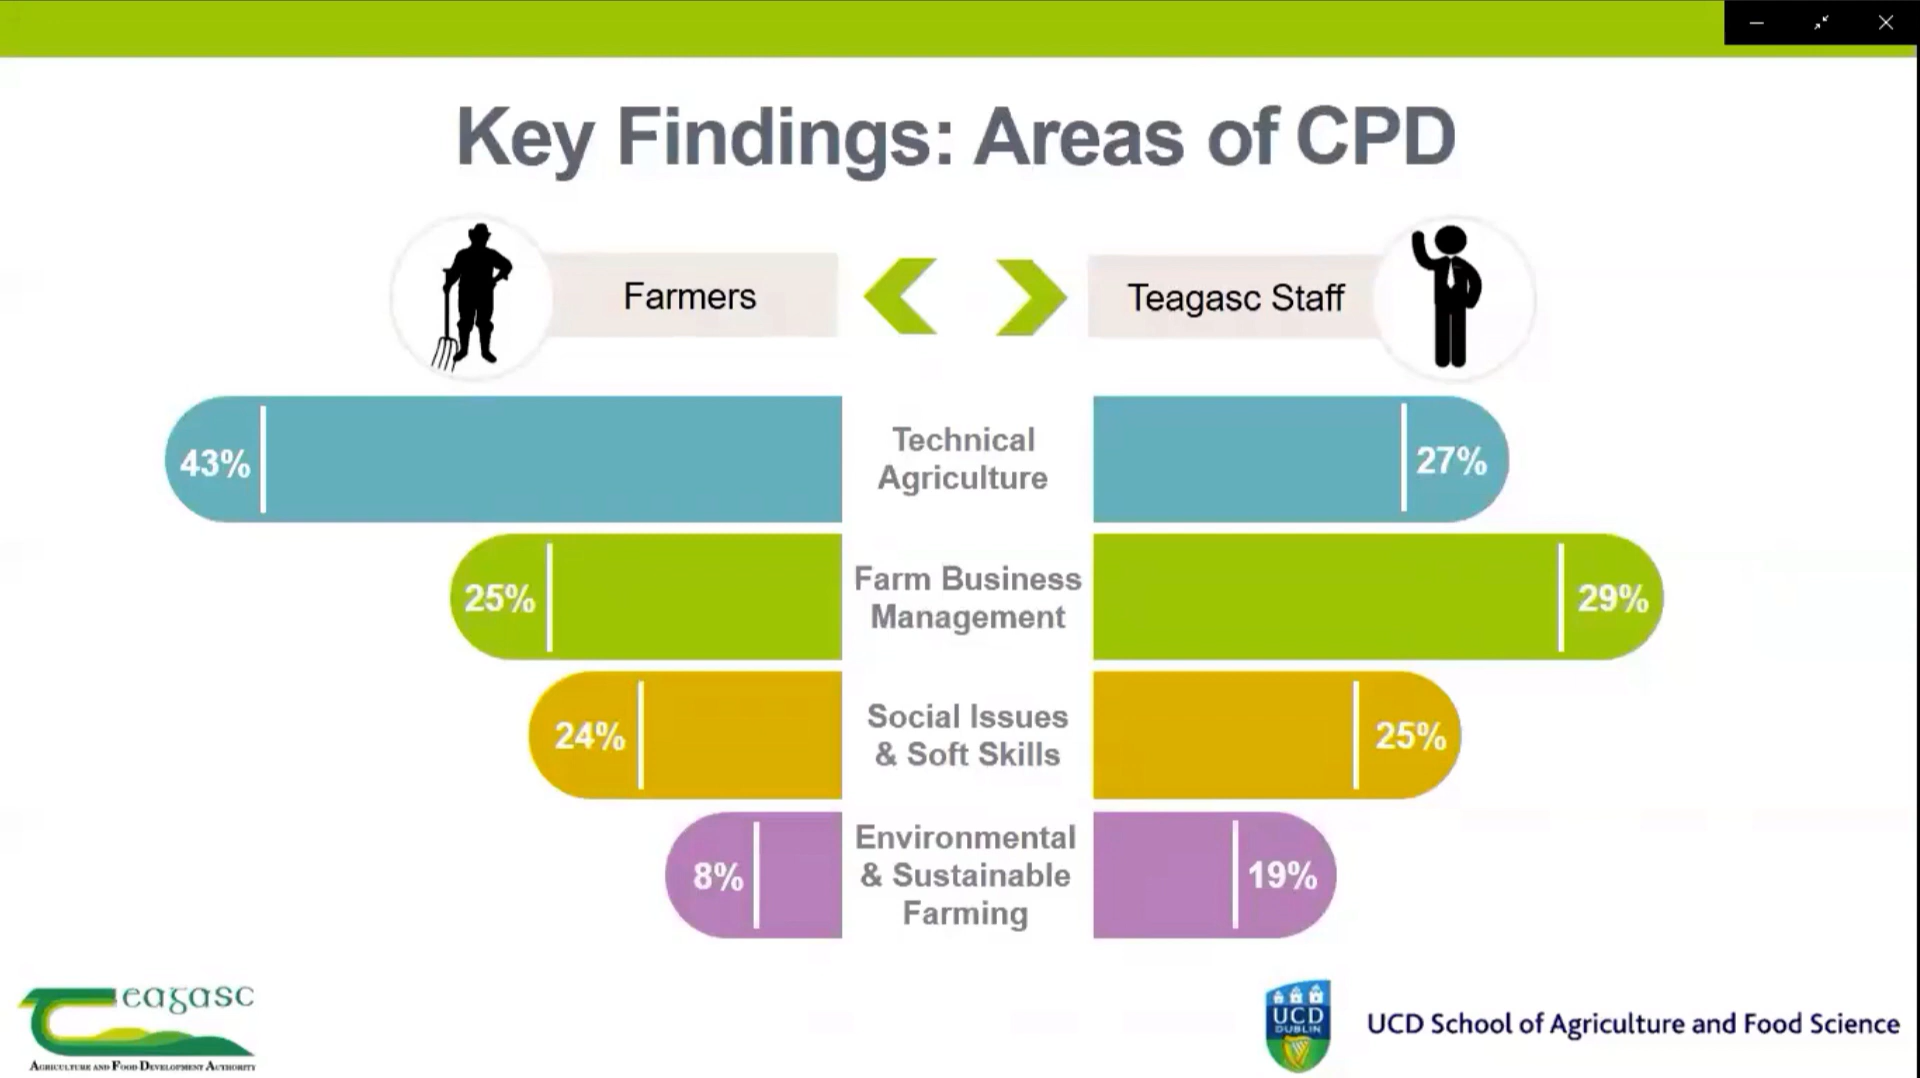 Key Findings: Areas of CPD
Farmers
Teagasc Staff
43%
Technical
Agriculture
27%
25%
Farm Business
Management
29%
24%
Social Issues
& Soft Skills
25%
8%
Environmental
& Sustainable
Farming
19%
Teagasc
AGRICULTURE AND FOOD DEVELOPMENT AUTHORITY
UCD
DUBLIN
UCD School of Agriculture and Food Science